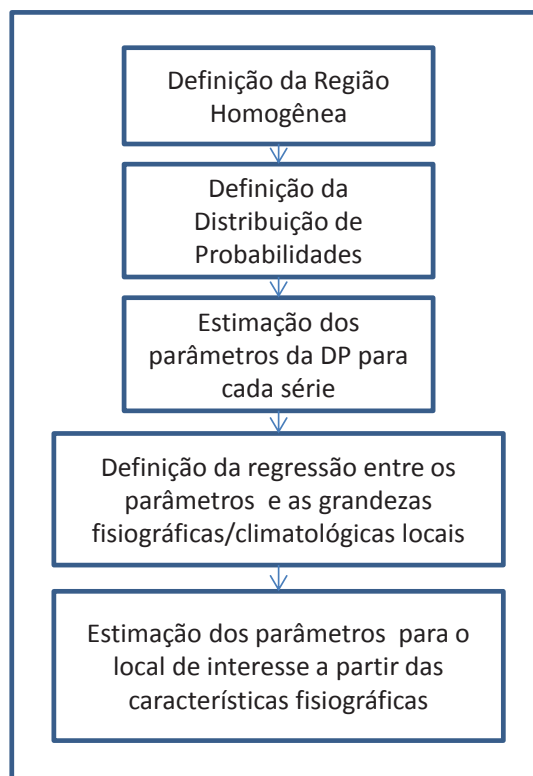 Definição da Região
Homogênea
Definição da
Distribuição de
Probabilidades
Estimação dos
parâmetros da DP para
cada série
Definição da regressão entre os
parâmetros e as grandezas
fisiográficas/climatológicas locais
Estimação dos parâmetros para o
local de interesse a partir das
características fisiográficas